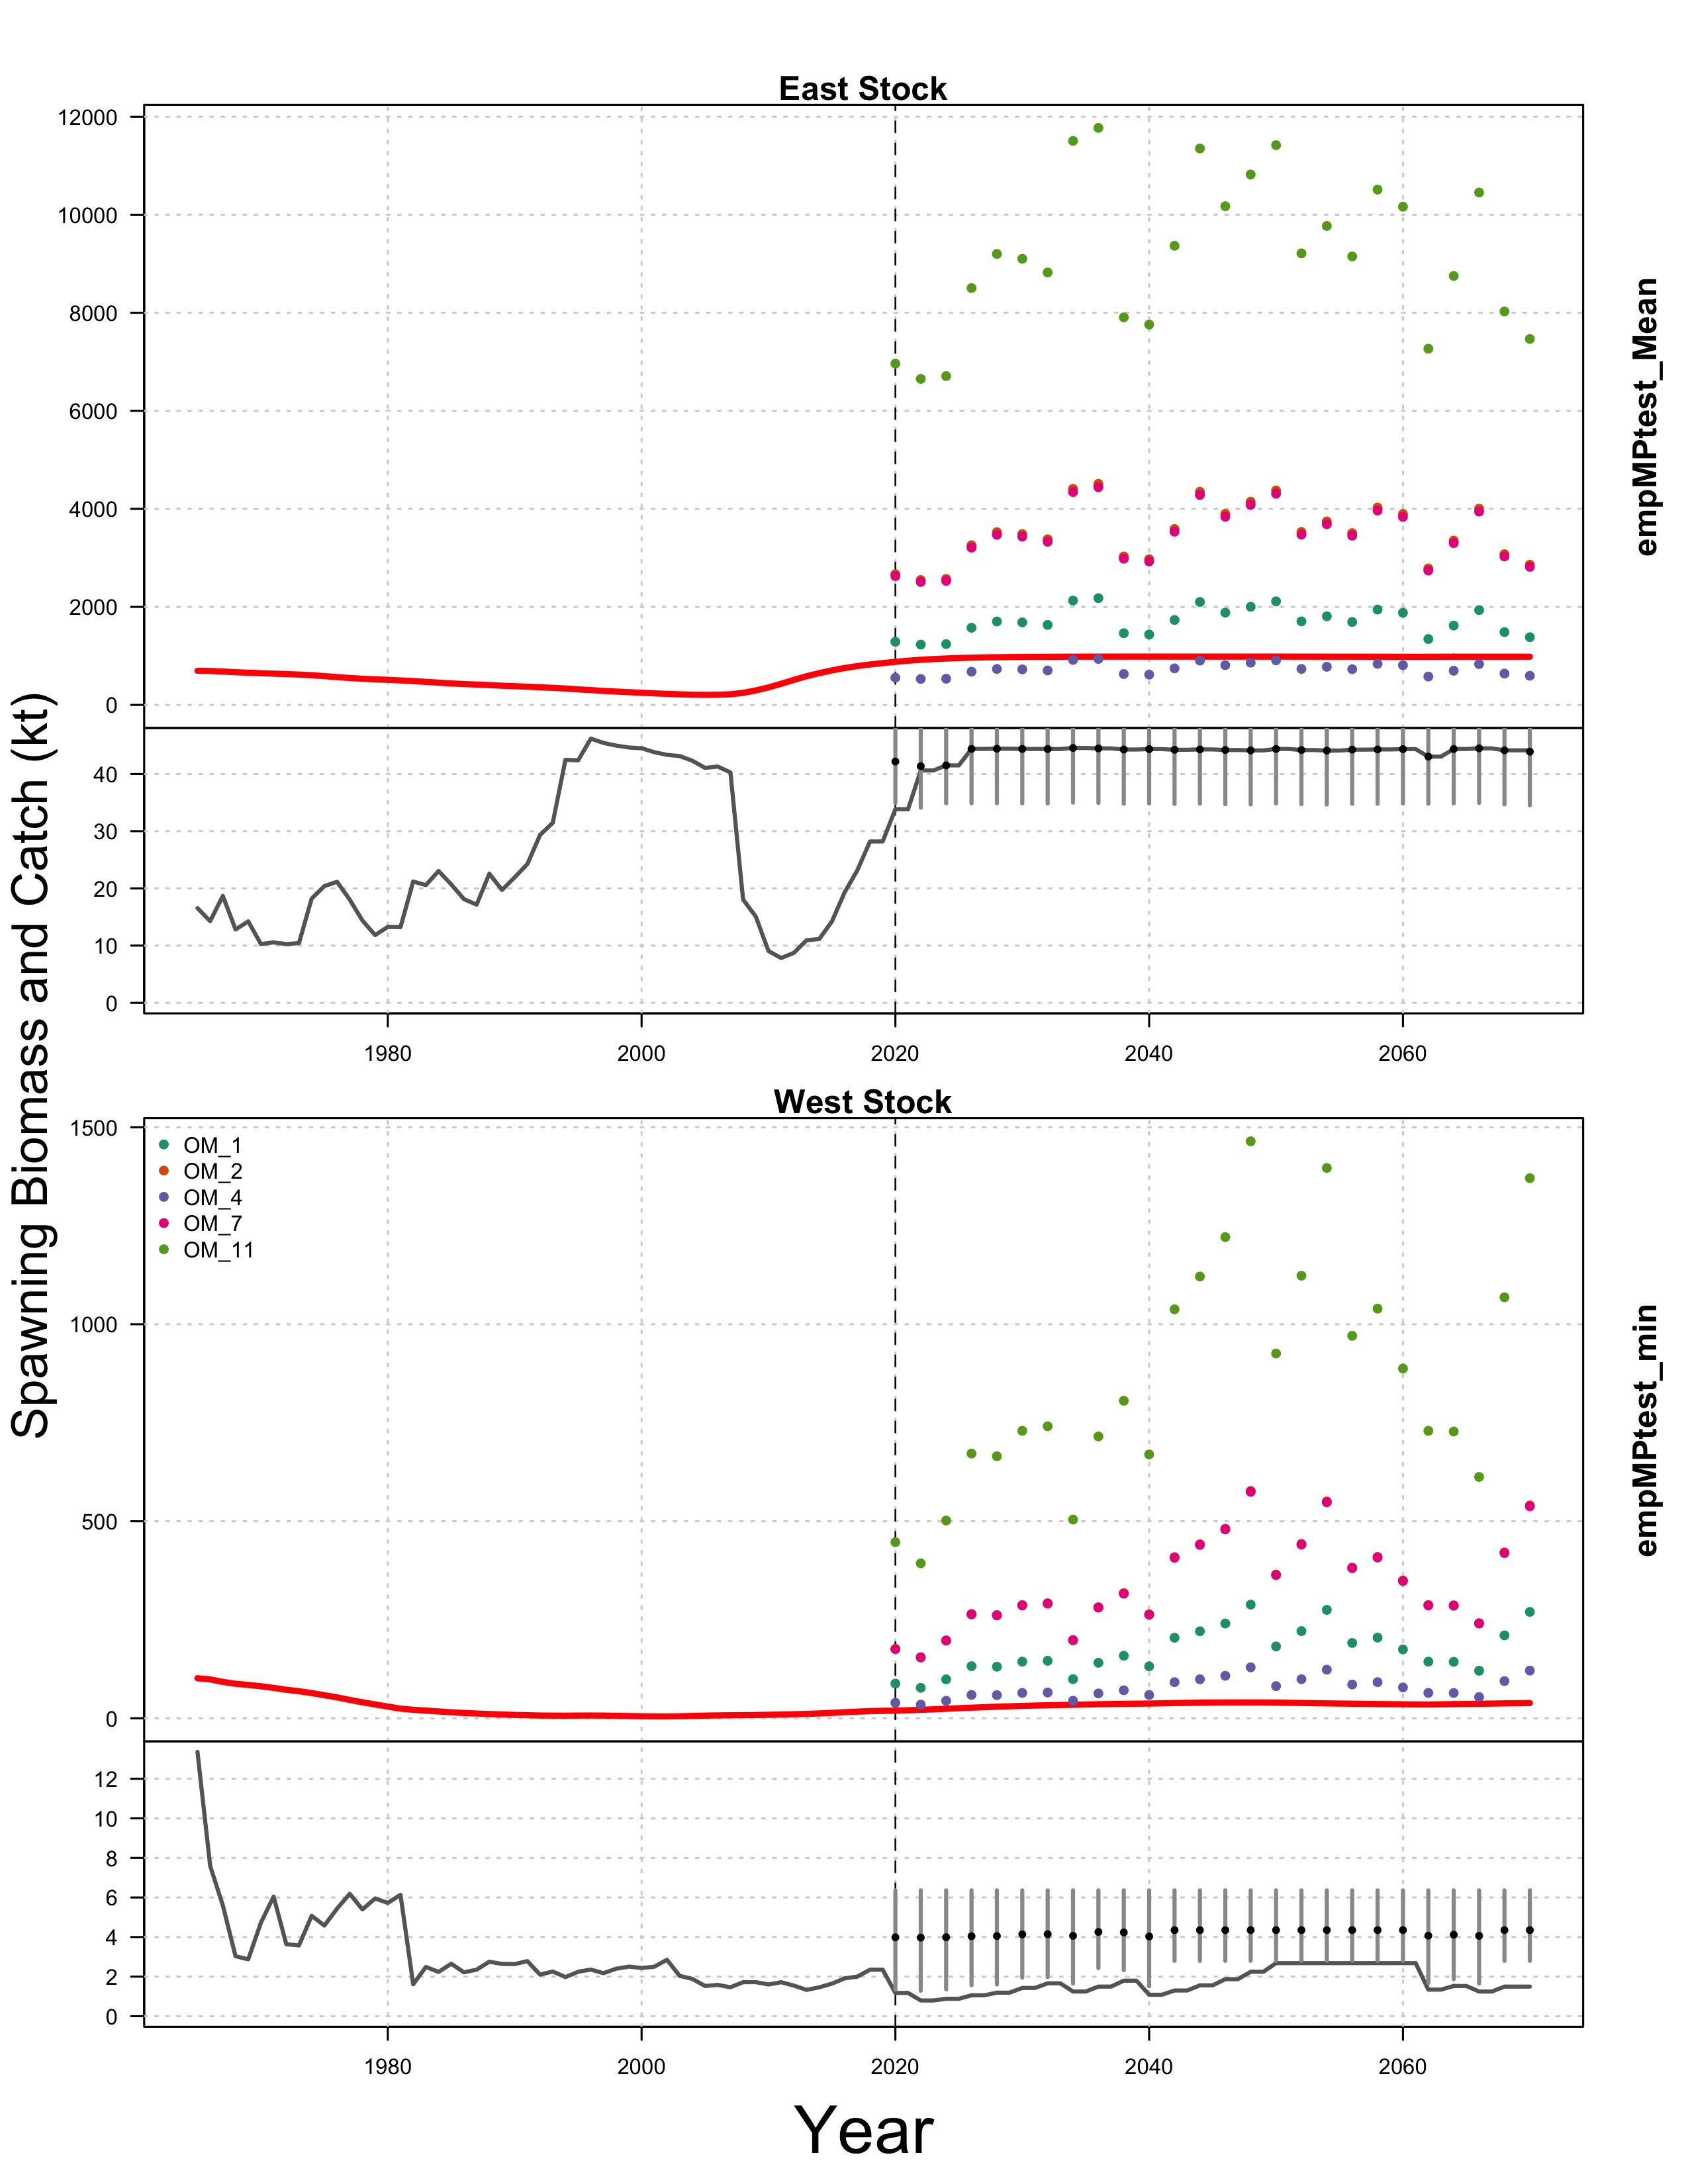 East Stock
12000
10000
8000
6000
4000
2000
0
40
30
20
10
0
1980 2000 2020 2040 2060
empMPtest_Mean
Spawning Biomass and Catch (kt)
West Stock
1500
1000
500
0
OM_1
OM_2
OM_4
OM_7
OM_11
12
10
8
6
4
2
0
1980 2000 2020 2040 2060
empMPtest_min
Year